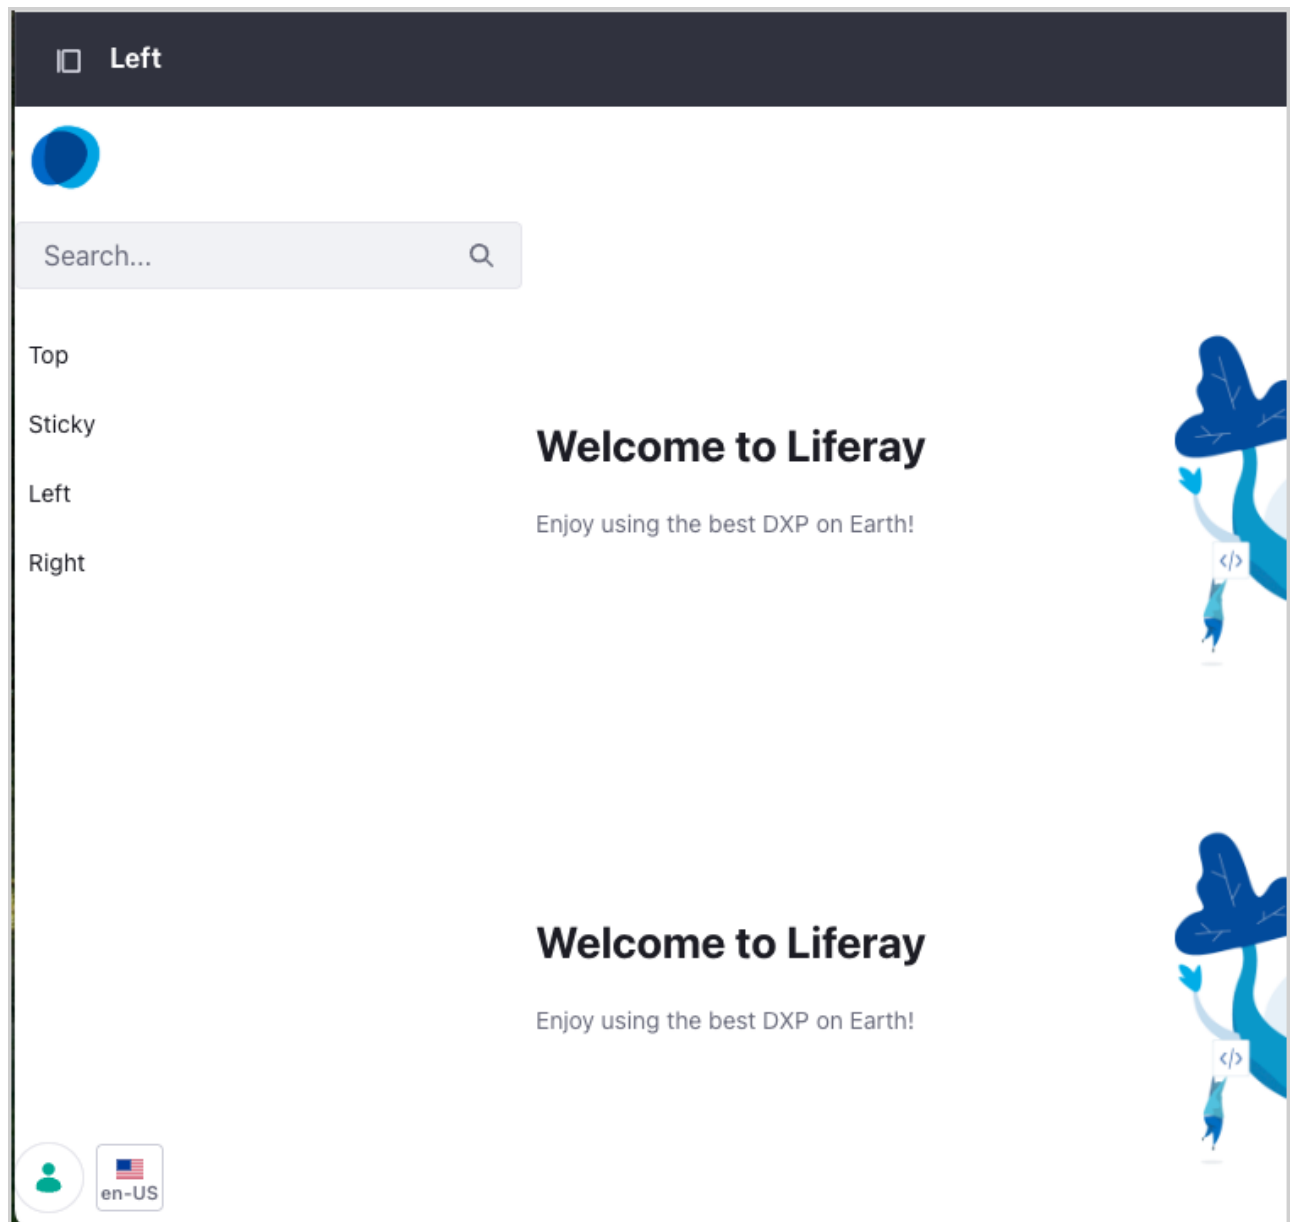 Left
Search...
Top
Sticky
Left
Right
Welcome to Liferay
Enjoy using the best DXP on Earth!
</>
Welcome to Liferay
Enjoy using the best DXP on Earth!
</>
en-US